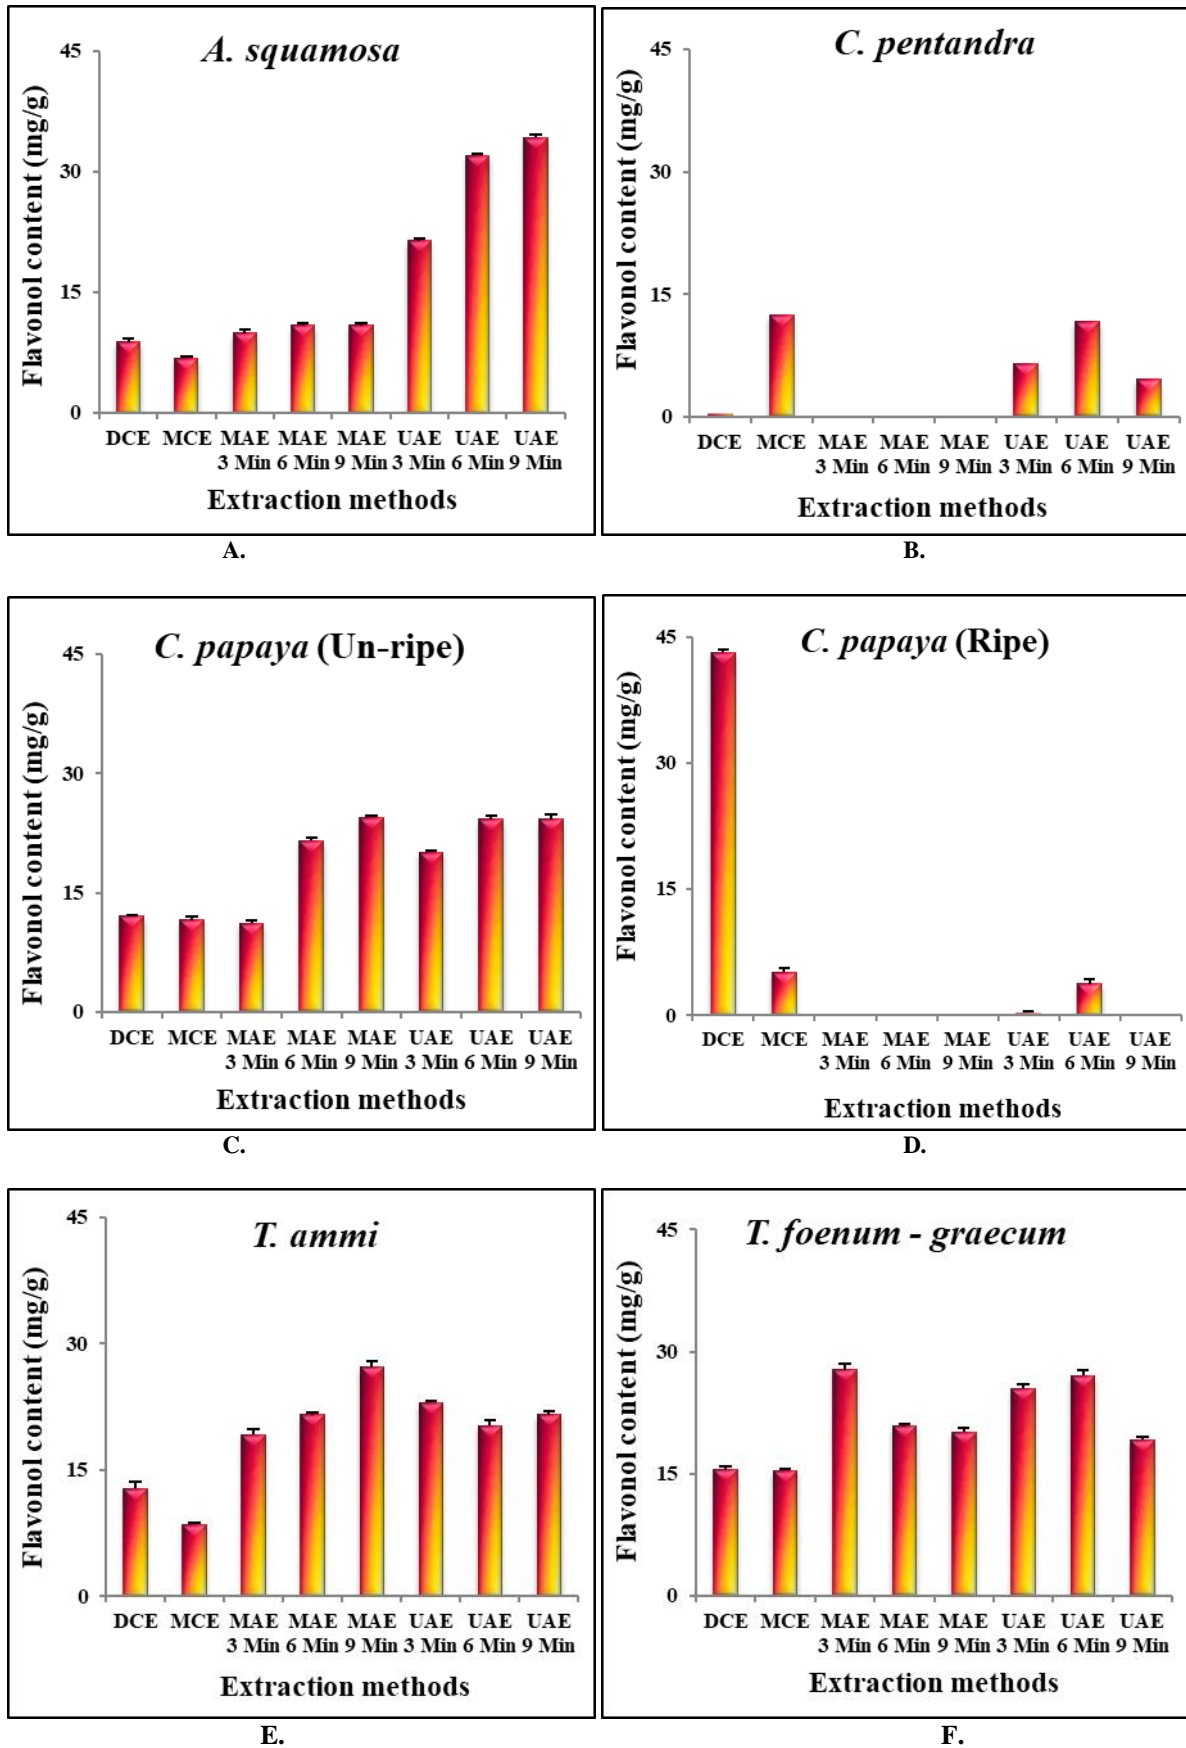 A. squamosa
Flavonol content (mg/g)
45
30
15
0
DCE MCE MAE MAE MAE UAE UAE UAE
3 Min 6 Min 9 Min 3 Min 6 Min 9 Min
Extraction methods
A.
C. pentandra
Flavonol content (mg/g)
45
30
15
0
DCE MCE MAE MAE MAE UAE UAE UAE
3 Min 6 Min 9 Min 3 Min 6 Min 9 Min
Extraction methods
B.
C. papaya (Un-ripe)
Flavonol content (mg/g)
45
30
15
0
DCE MCE MAE MAE MAE UAE UAE UAE
3 Min 6 Min 9 Min 3 Min 6 Min 9 Min
Extraction methods
C.
C. papaya (Ripe)
Flavonol content (mg/g)
45
30
15
0
DCE MCE MAE MAE MAE UAE UAE UAE
3 Min 6 Min 9 Min 3 Min 6 Min 9 Min
Extraction methods
D.
T. ammi
Flavonol content (mg/g)
45
30
15
0
DCE MCE MAE MAE MAE UAE UAE UAE
3 Min 6 Min 9 Min 3 Min 6 Min 9 Min
Extraction methods
E.
T. foenum - graecum
Flavonol content (mg/g)
45
30
15
0
DCE MCE MAE MAE MAE UAE UAE UAE
3 Min 6 Min 9 Min 3 Min 6 Min 9 Min
Extraction methods
F.